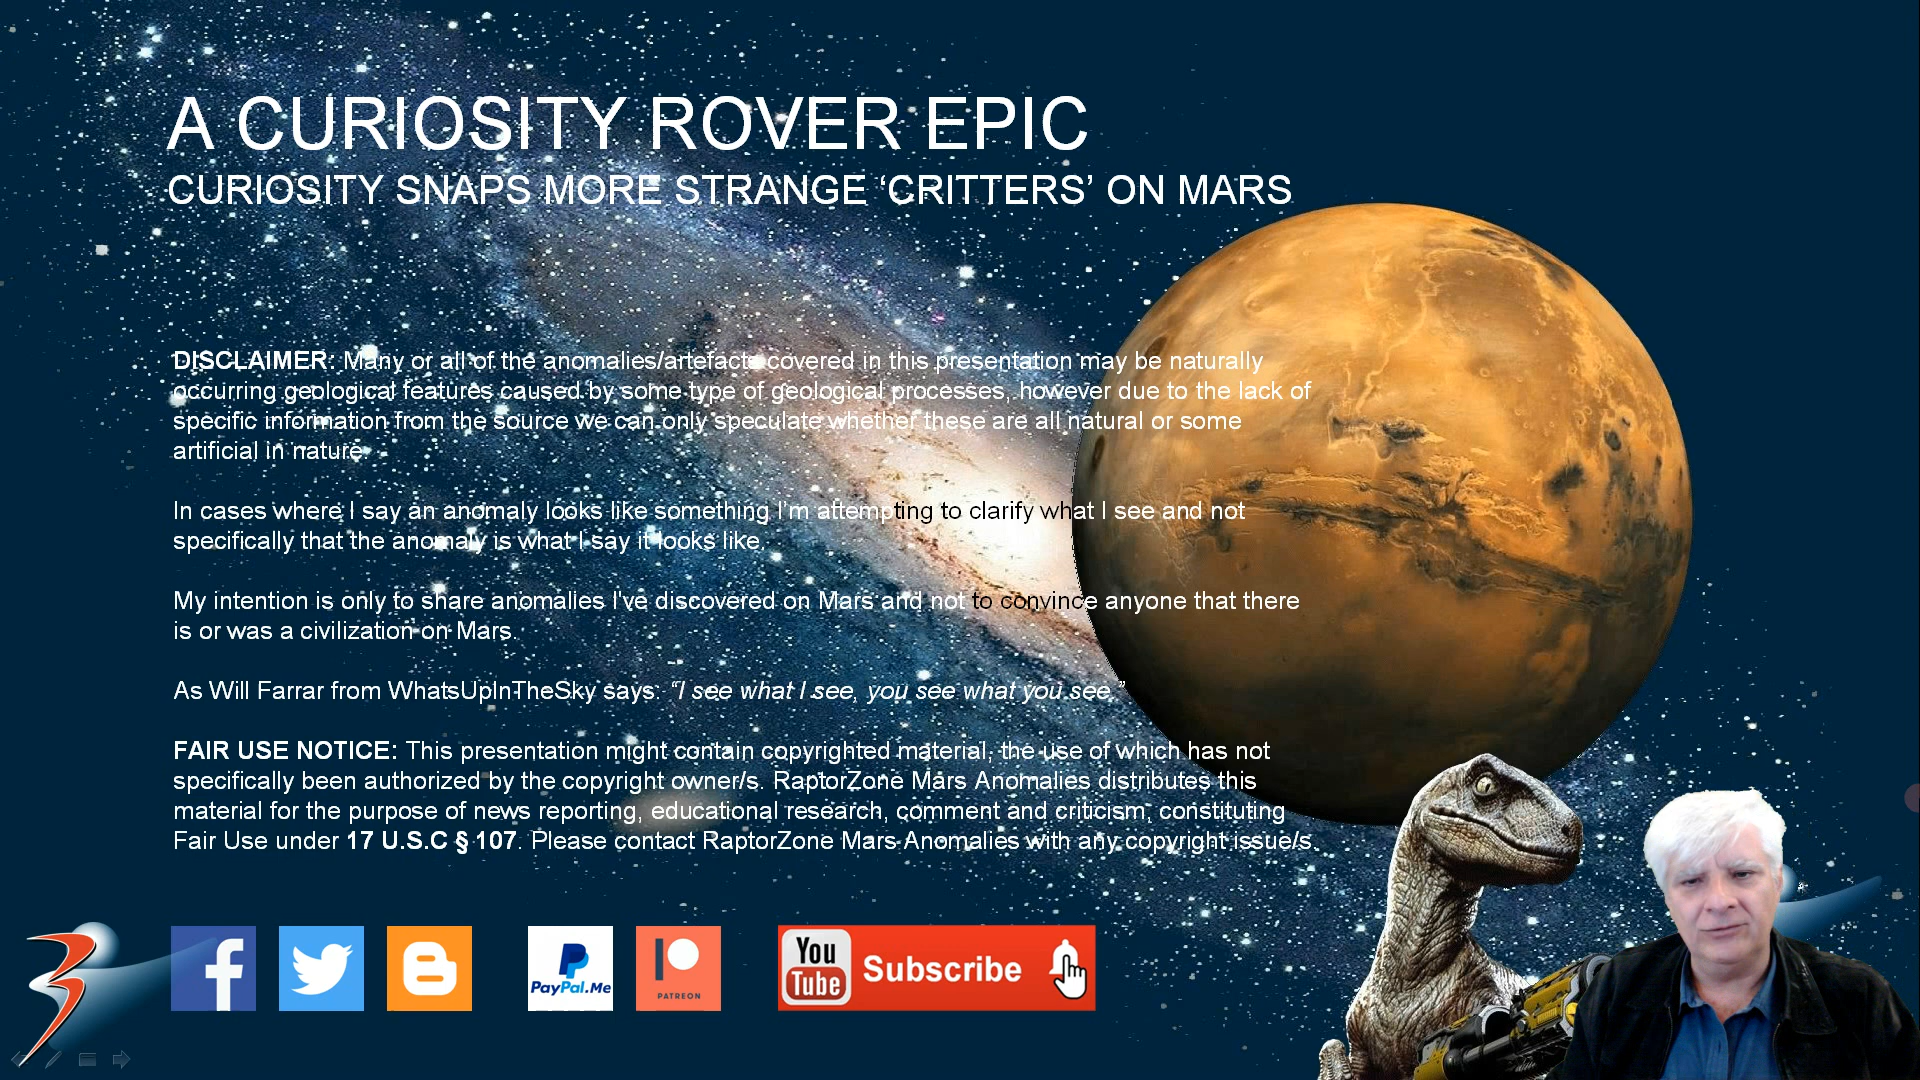 A CURIOSITY ROVER EPIC
CURIOSITY SNAPS MORE STRANGE ‘CRITTERS’ ON MARS
DISCLAIMER: Many or all of the anomalies/artefacts covered in this presentation may be naturally
occurring geological features caused by some type of geological processes, however due to the lack of
specific information from the source we can only speculate whether these are all natural or some
artificial in nature.
In cases where I say an anomaly looks like something I'm attempting to clarify what I see and not
specifically that the anomaly is what I say it looks like.
My intention is only to share anomalies I've discovered on Mars and not to convince anyone that there
is or was a civilization on Mars.
As Will Farrar from WhatsUpInTheSky says: “I see what I see, you see what you see.”
FAIR USE NOTICE: This presentation might contain copyrighted material, the use of which has not
specifically been authorized by the copyright owner/s. RaptorZone Mars Anomalies distributes this
material for the purpose of news reporting, educational research, comment and criticism, constituting
Fair Use under 17 U.S.C § 107. Please contact RaptorZone Mars Anomalies with any copyright issue/s.
PayPal.Me
PATREON
You
Tube
Subscribe